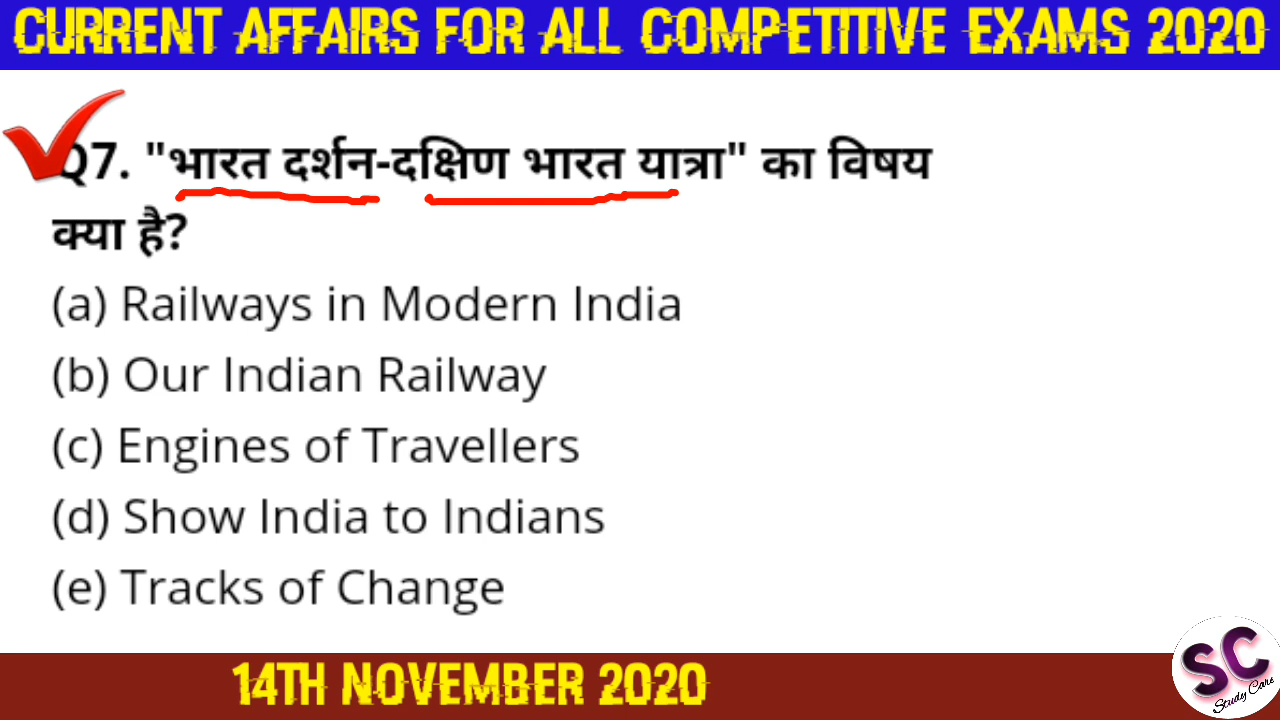 CURRENT AFFAIRS FOR ALL COMPETITIVE EXAMS 2020
Q7. "भारत दर्शन-दक्षिण भारत यात्रा" का विषय
क्या है?
(a) Railways in Modern India
(b) Our Indian Railway
(c) Engines of Travellers
(d) Show India to Indians
(e) Tracks of Change
14TH NOVEMBER 2020
SC
Study Care